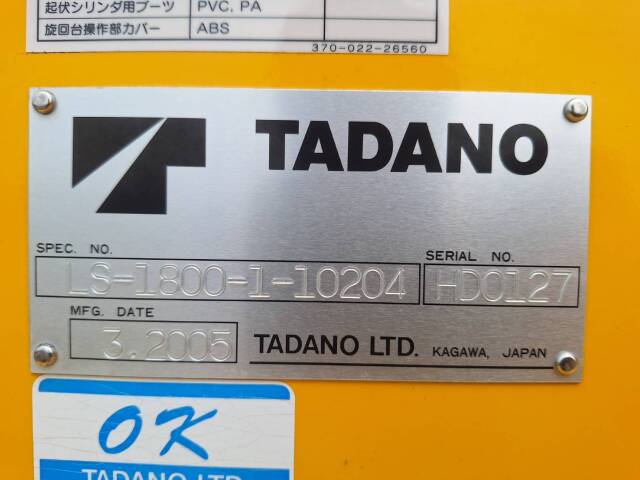 起伏シリンダ用ブーツ PVC, PA
旋回台操作部カバー ABS
370-022-26560
TADANO
SPEC. NO. SERIAL NO.
LS-1800-1-10204 HD0127
MFG. DATE
3.2005 TADANO LTD. KAGAWA, JAPAN
OK
TADANO LTD